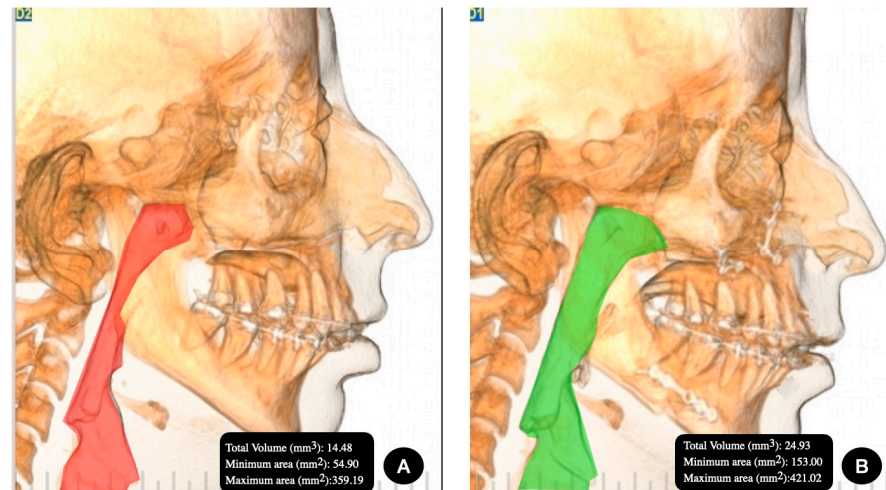 D2
D1
Total Volume (mm3): 14.48
Minimum area (mm2): 54.90
Maximum area (mm2):359.19
A
Total Volume (mm3): 24.93
Minimum area (mm2): 153.00
Maximum area (mm2):421.02
B